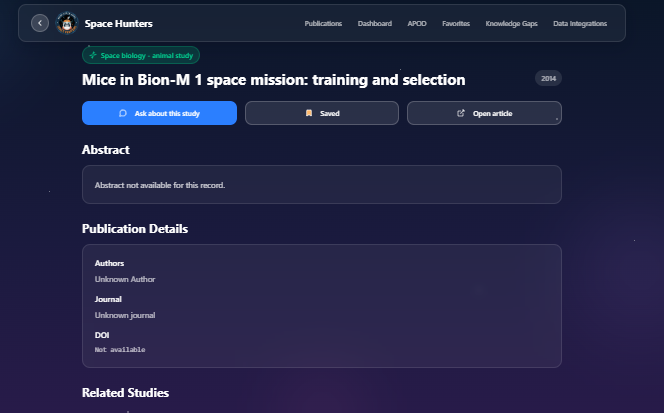 Space Hunters
Publications Dashboard APOD Favorites Knowledge Gaps Data Integrations
Space biology - animal study
Mice in Bion-M 1 space mission: training and selection
2014
Ask about this study
Saved
Open article
Abstract
Abstract not available for this record.
Publication Details
Authors
Unknown Author
Journal
Unknown journal
DOI
Not available
Related Studies